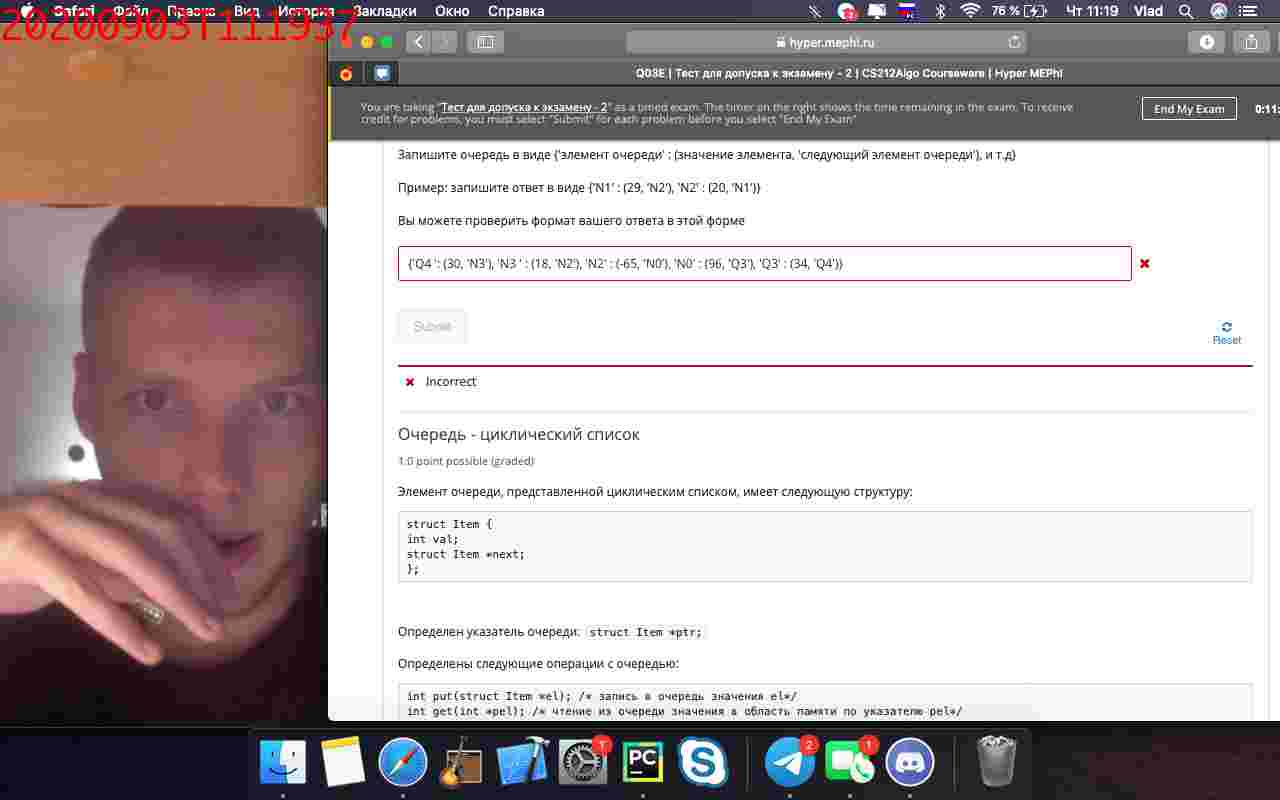 20200903T111937
Safari Файл Правка Вид История Закладки Окно Справка
76 %
Чт 11:19 Vlad
hyper.mephi.ru
Q03E | Тест для допуска к экзамену - 2 | CS212Algo Courseware | Hyper MEPhI
You are taking "Тест для допуска к экзамену - 2" as a timed exam. The timer on the right shows the time remaining in the exam. To receive
credit for problems, you must select "Submit" for each problem before you select "End My Exam"
End My Exam
0:11:
Запишите очередь в виде {'элемент очереди' : (значение элемента, 'следующий элемент очереди'), и т.д}
Пример: запишите ответ в виде {'N1' : (29, 'N2'), 'N2' : (20, 'N1')}
Вы можете проверить формат вашего ответа в этой форме
{'Q4 ': (30, 'N3'), 'N3 ' : (18, 'N2'), 'N2' : (-65, 'N0'), 'N0' : (96, 'Q3'), 'Q3' : (34, 'Q4')}
Submit
Reset
Incorrect
Очередь - циклический список
1.0 point possible (graded)
Элемент очереди, представленной циклическим списком, имеет следующую структуру:
struct Item {
int val;
struct Item *next;
};
Определен указатель очереди: struct Item *ptr;
Определены следующие операции с очередью:
int put(struct Item *el); /* запись в очередь значения el*/
int get(int *pel); /* чтение из очереди значения в область памяти по указателю pel*/
PC
2
1